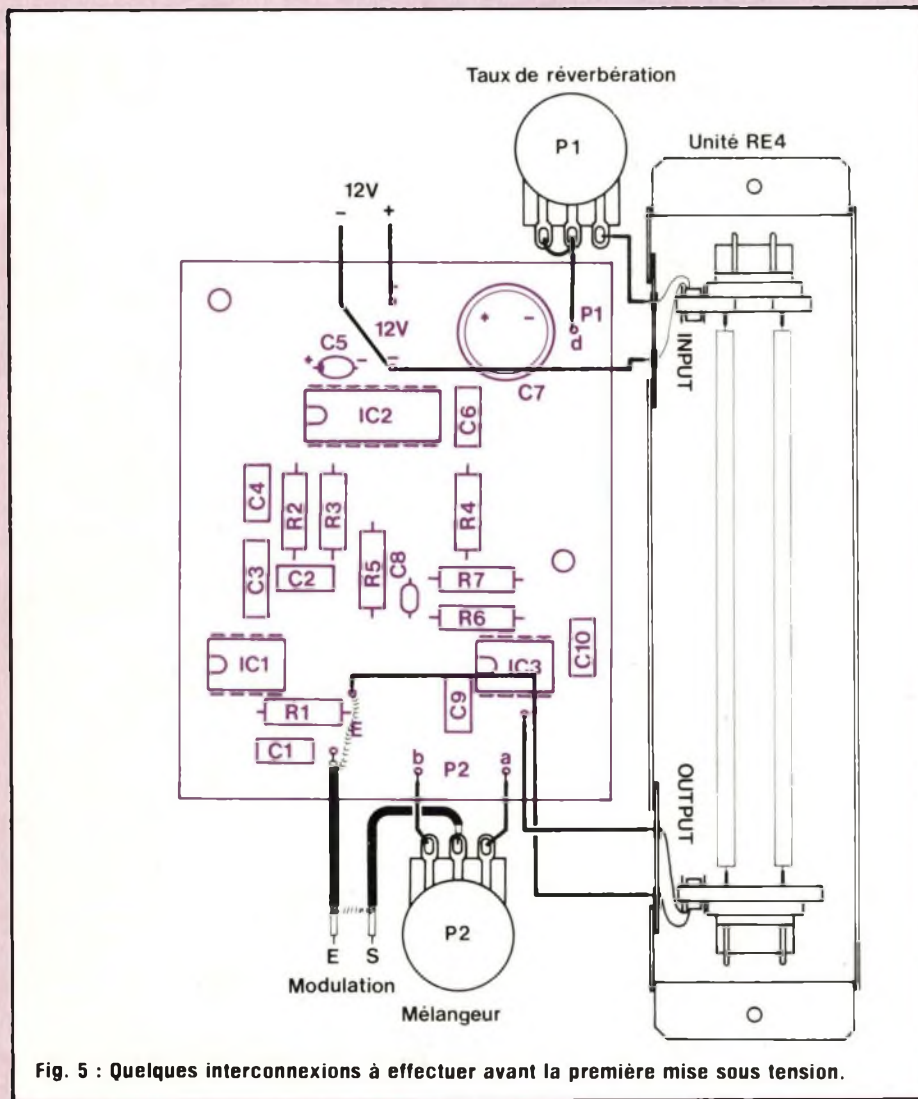 Taux de réverbération
P1
Unité RE4
12V
- +
12V
P1
d
C5
+ -
+ -
C7
INPUT
IC2
C6
C4
R2
R3
R4
R5
C8
C3
C2
R7
R6
IC1
IC3
C10
R1
E
C9
C1
b
P2
a
OUTPUT
P2
E S
Modulation
Mélangeur
Fig. 5 : Quelques interconnexions à effectuer avant la première mise sous tension.